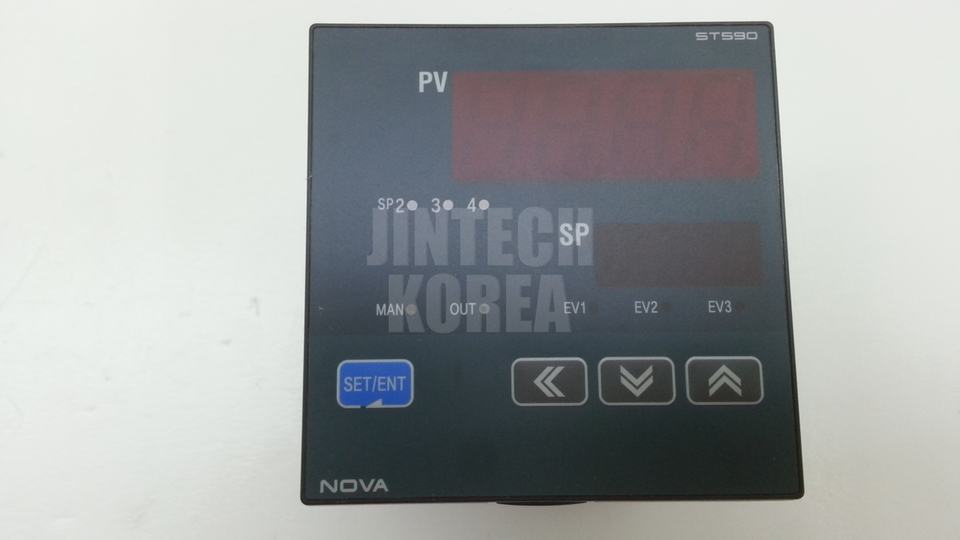 ST590
PV
SP2 3 4
JINTECH
SP
KOREA
MAN OUT EV1 EV2 EV3
SET/ENT
NOVA